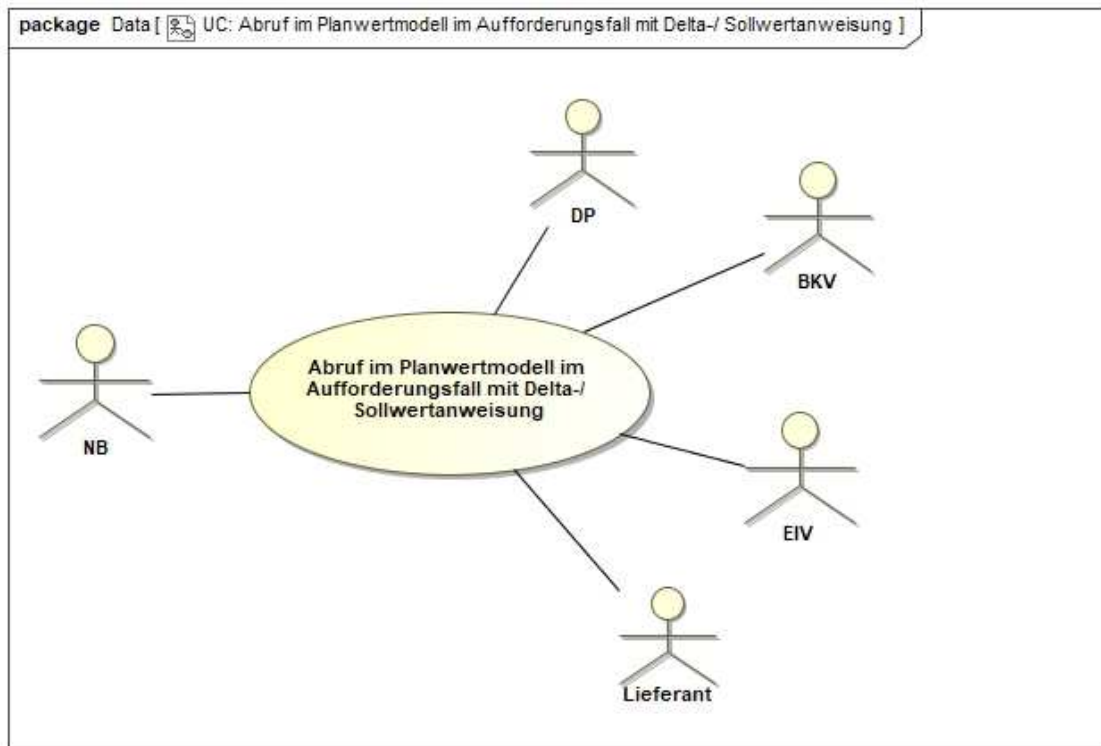 package Data [ UC: Abruf im Planwertmodell im Aufforderungsfall mit Delta-/ Sollwertanweisung ]
DP
BKV
Abruf im Planwertmodell im
Aufforderungsfall mit Delta-/
Sollwertanweisung
NB
EIV
Lieferant